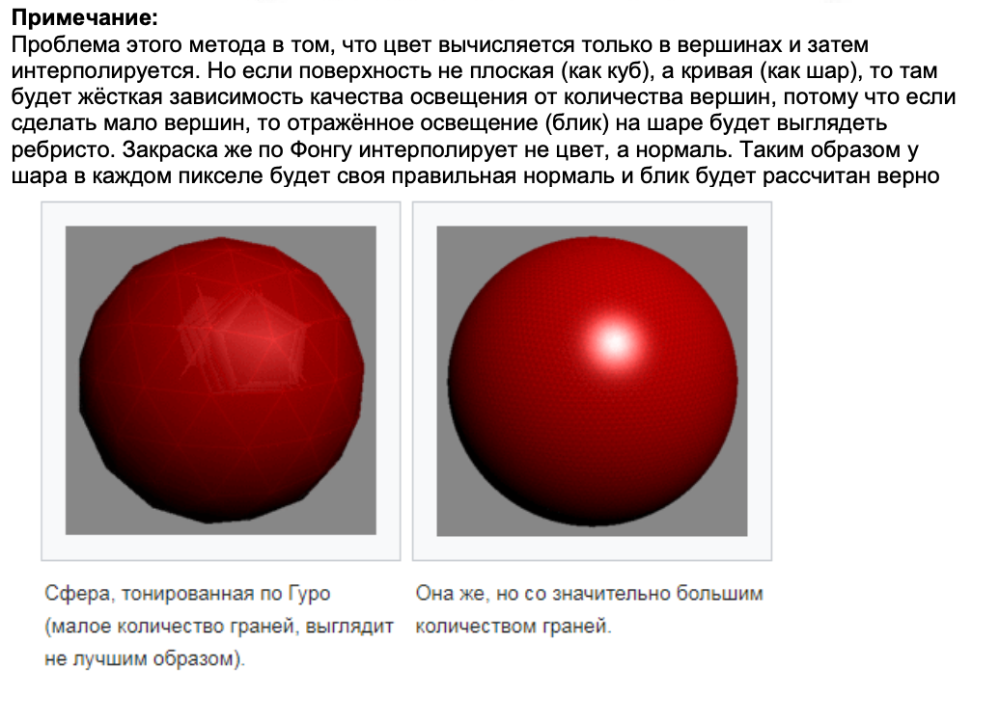 Примечание:
Проблема этого метода в том, что цвет вычисляется только в вершинах и затем
интерполируется. Но если поверхность не плоская (как куб), а кривая (как шар), то там
будет жёсткая зависимость качества освещения от количества вершин, потому что если
сделать мало вершин, то отражённое освещение (блик) на шаре будет выглядеть
ребристо. Закраска же по Фонгу интерполирует не цвет, а нормаль. Таким образом у
шара в каждом пикселе будет своя правильная нормаль и блик будет рассчитан верно
Сфера, тонированная по Гуро
(малое количество граней, выглядит
не лучшим образом).
Она же, но со значительно большим
количеством граней.